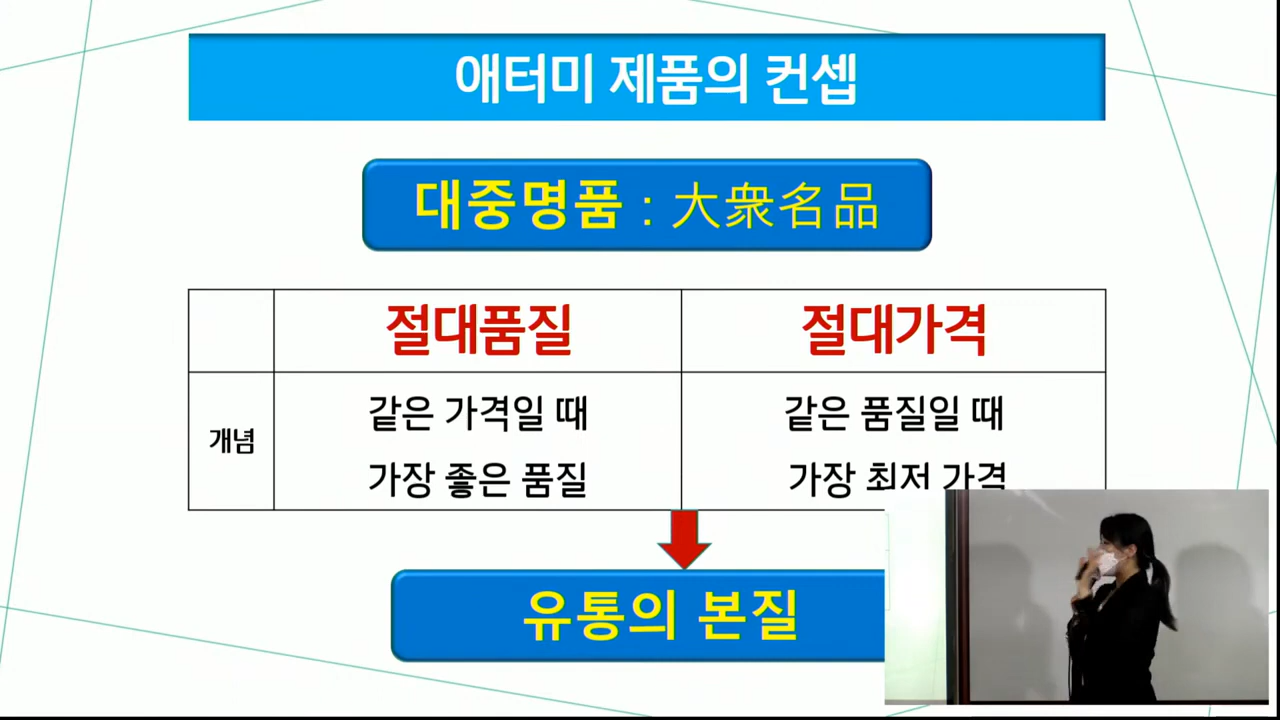 애터미 제품의 컨셉
대중명품 : 大衆名品
절대품질 절대가격
개념
같은 가격일 때 같은 품질일 때
가장 좋은 품질 가장 최저 가격
유통의 본질